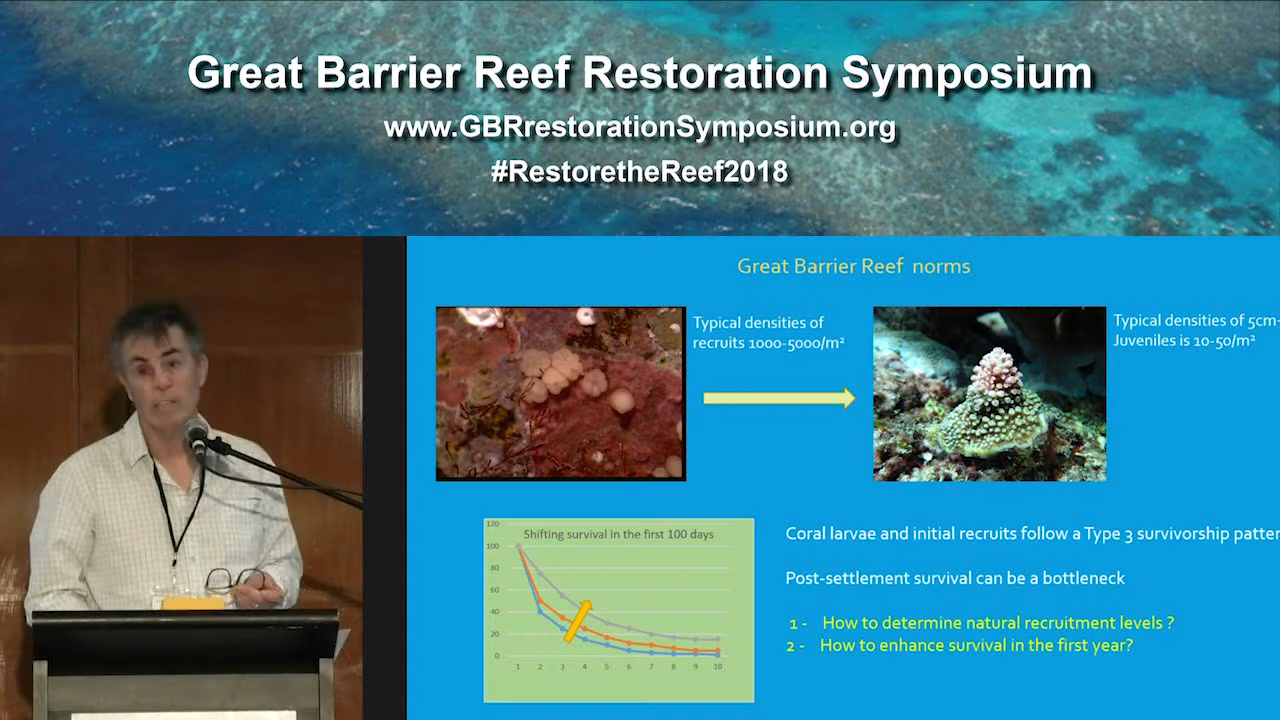 Great Barrier Reef Restoration Symposium
www.GBRrestorationSymposium.org
#RestoretheReef2018
Great Barrier Reef norms
Typical densities of
recruits 1000-5000/m²
Typical densities of 5cm-
Juveniles is 10-50/m²
Shifting survival in the first 100 days
120
100
80
60
40
20
0
1 2 3 4 5 6 7 8 9 10
Coral larvae and initial recruits follow a Type 3 survivorship patter
Post-settlement survival can be a bottleneck
1 - How to determine natural recruitment levels ?
2 - How to enhance survival in the first year?